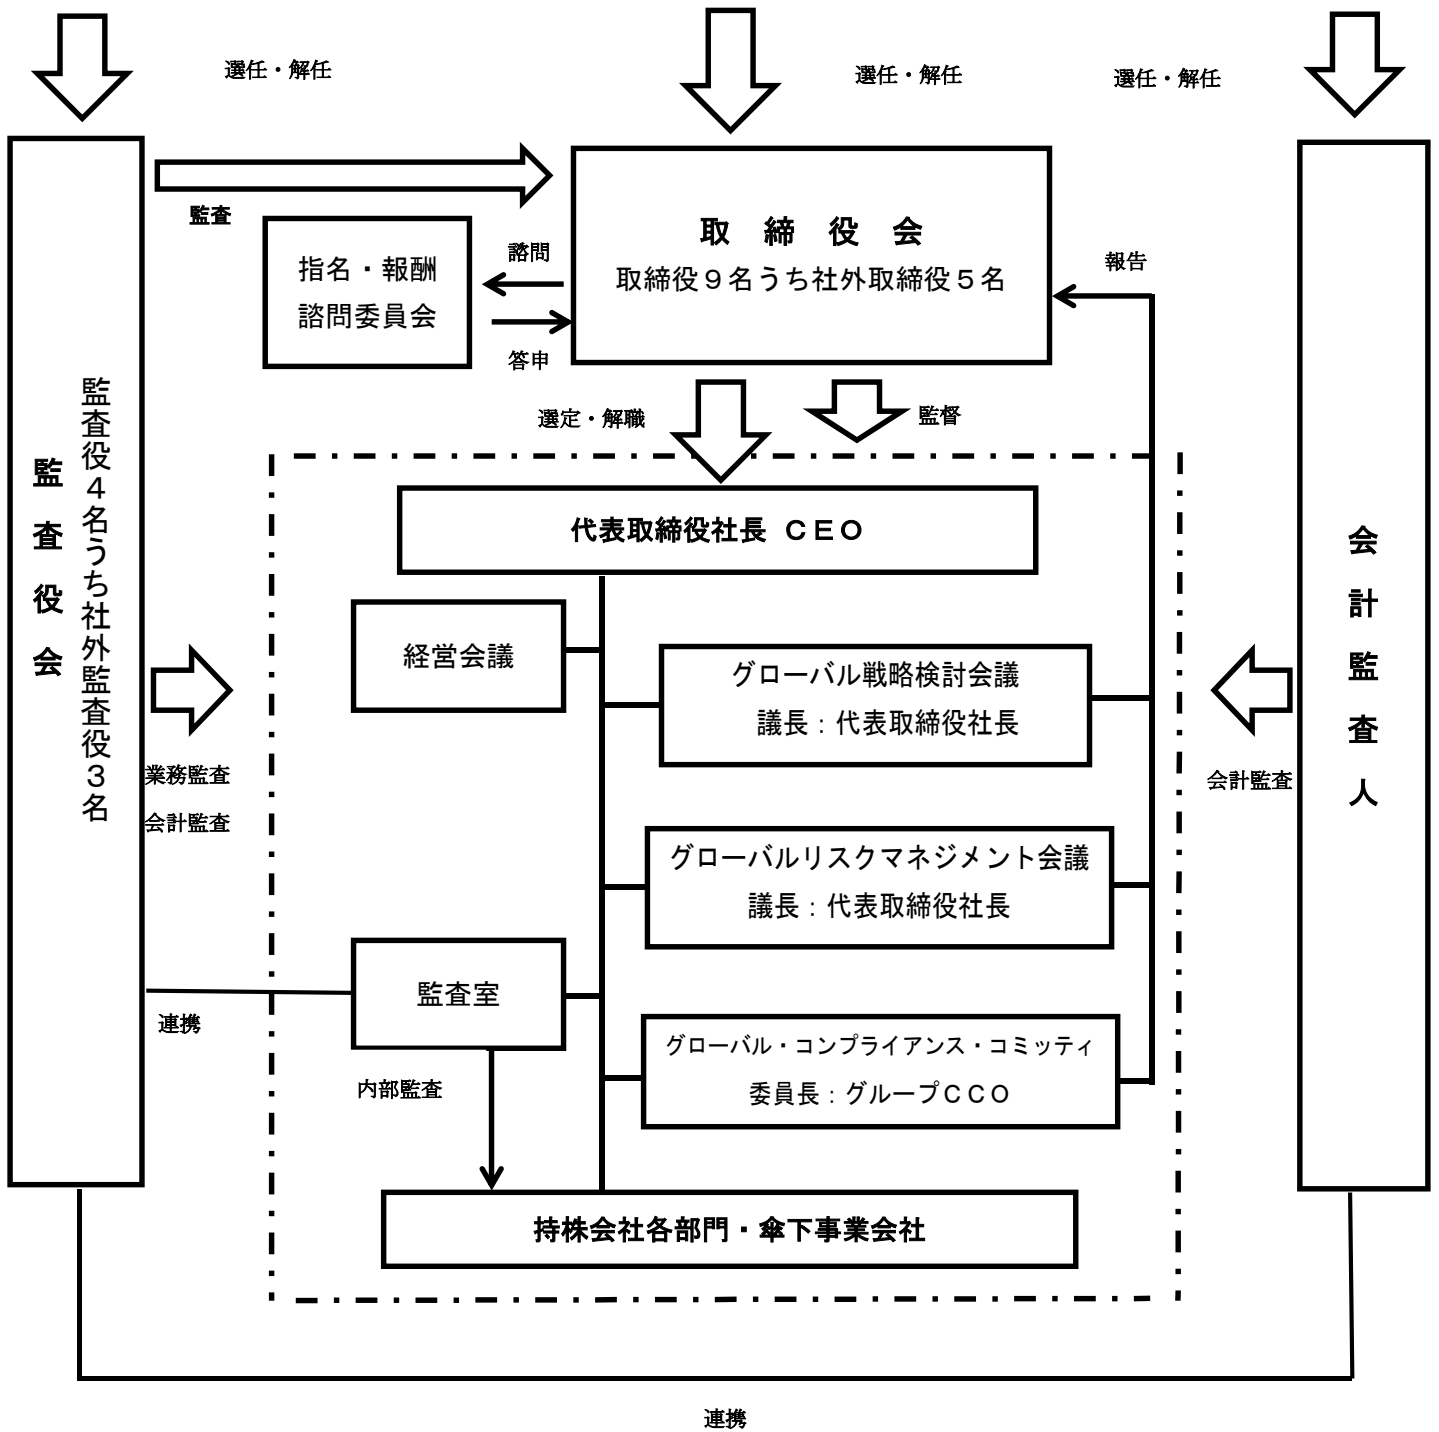 選任・解任
選任・解任
選任・解任
監査
取 締 役 会
取締役９名うち社外取締役５名
指名・報酬
諮問委員会
諮問
答申
報告
選定・解職
監督
監査役会
監査役４名うち社外監査役３名
代表取締役社長 ＣＥＯ
会計監査人
経営会議
グローバル戦略検討会議
議長：代表取締役社長
業務監査
会計監査
会計監査
グローバルリスクマネジメント会議
議長：代表取締役社長
監査室
連携
グローバル・コンプライアンス・コミッティ
委員長：グループＣＣＯ
内部監査
持株会社各部門・傘下事業会社
連携